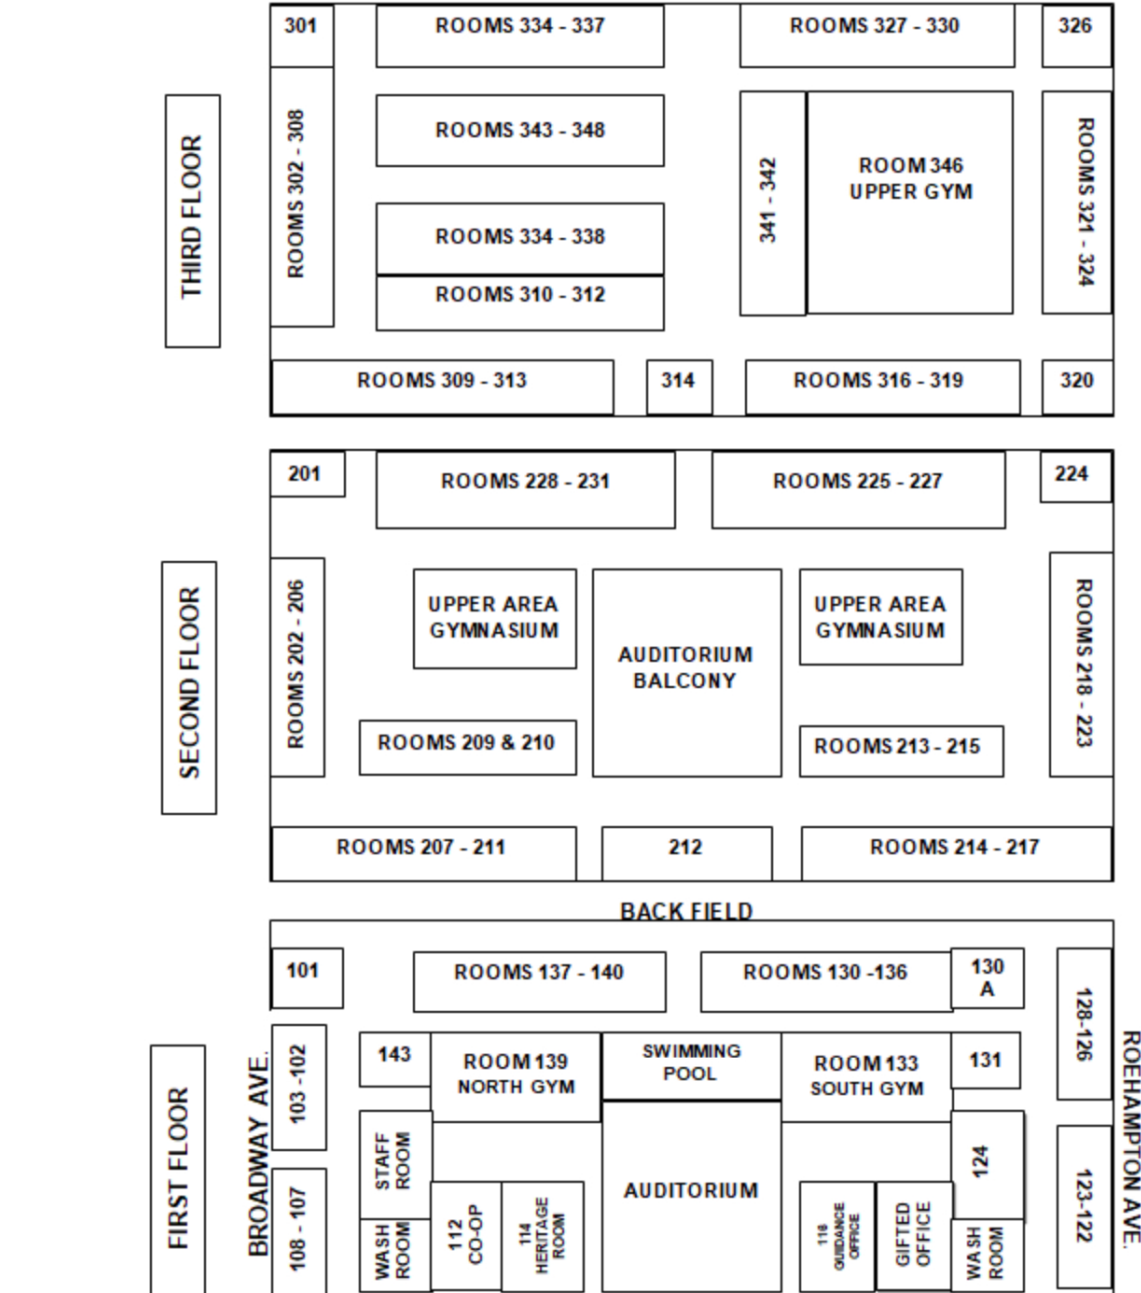 301
ROOMS 334 - 337
ROOMS 327 - 330
326
THIRD FLOOR
ROOMS 302 - 308
ROOMS 343 - 348
341 - 342
ROOM 346
UPPER GYM
ROOMS 321 - 324
ROOMS 334 - 338
ROOMS 310 - 312
ROOMS 309 - 313
314
ROOMS 316 - 319
320
201
ROOMS 228 - 231
ROOMS 225 - 227
224
SECOND FLOOR
ROOMS 202 - 206
UPPER AREA
GYMNASIUM
AUDITORIUM
BALCONY
UPPER AREA
GYMNASIUM
ROOMS 218 - 223
ROOMS 209 & 210
ROOMS 213 - 215
ROOMS 207 - 211
212
ROOMS 214 - 217
BACK FIELD
101
ROOMS 137 - 140
ROOMS 130 -136
130
A
128-126
FIRST FLOOR
BROADWAY AVE.
103 -102
143
ROOM 139
NORTH GYM
SWIMMING
POOL
ROOM 133
SOUTH GYM
131
ROEHAMPTON AVE.
108 - 107
STAFF
ROOM
AUDITORIUM
124
123-122
WASH
ROOM
112
CO-OP
114
HERITAGE
ROOM
116
GUIDANCE
OFFICE
GIFTED
OFFICE
WASH
ROOM